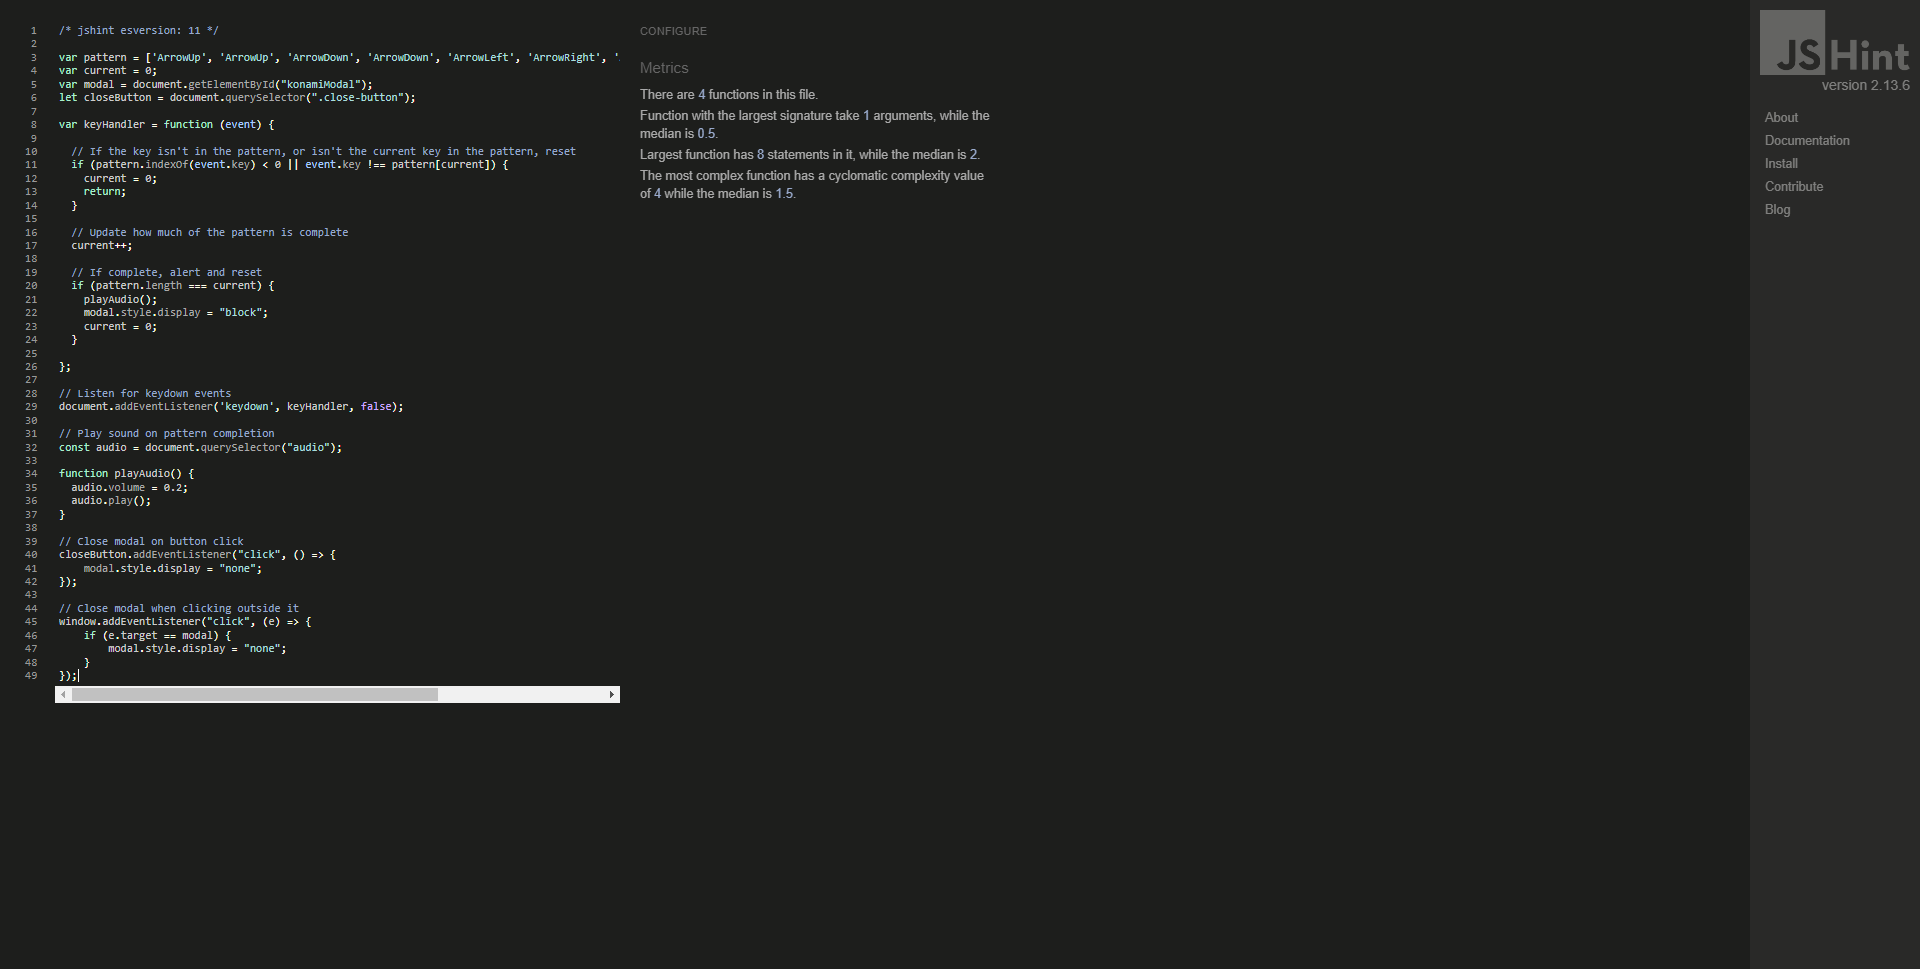 1 /* jshint esversion: 11 */
2
3 var pattern = ['ArrowUp', 'ArrowUp', 'ArrowDown', 'ArrowDown', 'ArrowLeft', 'ArrowRight', '
4 var current = 0;
5 var modal = document.getElementById("konamiModal");
6 let closeButton = document.querySelector(".close-button");
7
8 var keyHandler = function (event) {
9
10   // If the key isn't in the pattern, or isn't the current key in the pattern, reset
11   if (pattern.indexOf(event.key) < 0 || event.key !== pattern[current]) {
12     current = 0;
13     return;
14   }
15
16   // Update how much of the pattern is complete
17   current++;
18
19   // If complete, alert and reset
20   if (pattern.length === current) {
21     playAudio();
22     modal.style.display = "block";
23     current = 0;
24   }
25
26 };
27
28 // Listen for keydown events
29 document.addEventListener('keydown', keyHandler, false);
30
31 // Play sound on pattern completion
32 const audio = document.querySelector("audio");
33
34 function playAudio() {
35   audio.volume = 0.2;
36   audio.play();
37 }
38
39 // Close modal on button click
40 closeButton.addEventListener("click", () => {
41     modal.style.display = "none";
42 });
43
44 // Close modal when clicking outside it
45 window.addEventListener("click", (e) => {
46     if (e.target == modal) {
47         modal.style.display = "none";
48     }
49 });
CONFIGURE
Metrics
There are 4 functions in this file.
Function with the largest signature take 1 arguments, while the
median is 0.5.
Largest function has 8 statements in it, while the median is 2.
The most complex function has a cyclomatic complexity value
of 4 while the median is 1.5.
JSHint
version 2.13.6
About
Documentation
Install
Contribute
Blog